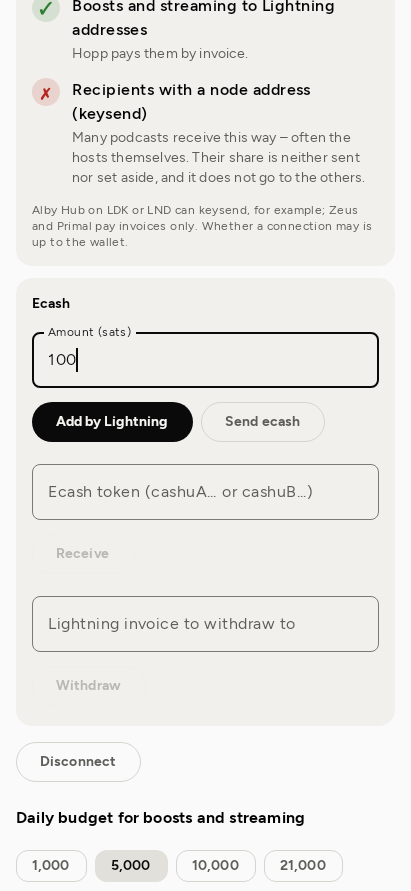 Boosts and streaming to Lightning
addresses
Hopp pays them by invoice.
Recipients with a node address
(keysend)
Many podcasts receive this way – often the
hosts themselves. Their share is neither sent
nor set aside, and it does not go to the others.
Alby Hub on LDK or LND can keysend, for example; Zeus
and Primal pay invoices only. Whether a connection may is
up to the wallet.
Ecash
Amount (sats)
100
Add by Lightning
Send ecash
Ecash token (cashuA… or cashuB…)
Receive
Lightning invoice to withdraw to
Withdraw
Disconnect
Daily budget for boosts and streaming
1,000
5,000
10,000
21,000